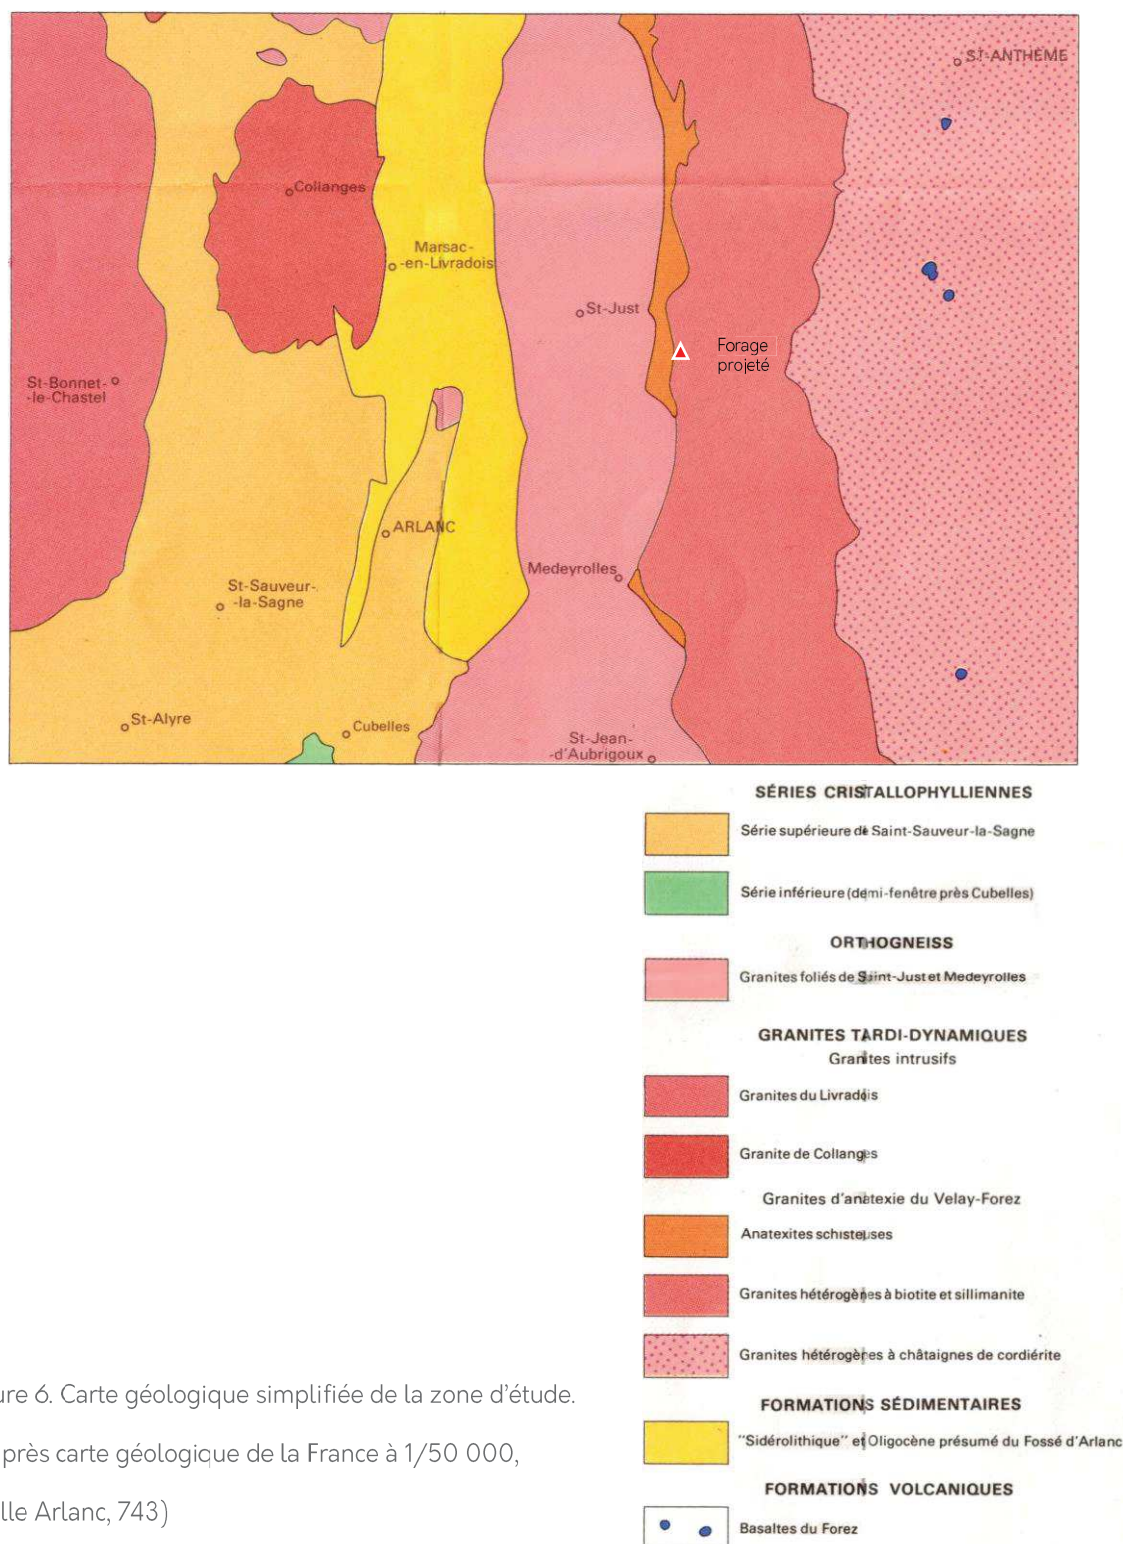 ST-ANTHÈME
Collanges
Marsac-
-en-Livradois
St-Just
Forage
projeté
St-Bonnet-
-le-Chastel
ARLANC
Medeyrolles
St-Sauveur-
-la-Sagne
St-Alyre
Cubelles
St-Jean-
-d'Aubrigoux
SÉRIES CRISTALLOPHYLLIENNES
Série supérieure de Saint-Sauveur-la-Sagne
Série inférieure (demi-fenêtre près Cubelles)
ORTHOGNEISS
Granites foliés de Saint-Just et Medeyrolles
GRANITES TARDI-DYNAMIQUES
Granites intrusifs
Granites du Livradois
Granite de Collanges
Granites d'anatexie du Velay-Forez
Anatexites schisteuses
Granites hétérogènes à biotite et sillimanite
Granites hétérogènes à châtaignes de cordiérite
FORMATIONS SÉDIMENTAIRES
"Sidérolithique" et Oligocène présumé du Fossé d'Arlanc
FORMATIONS VOLCANIQUES
Basaltes du Forez
ure 6. Carte géologique simplifiée de la zone d'étude.
près carte géologique de la France à 1/50 000,
lle Arlanc, 743)